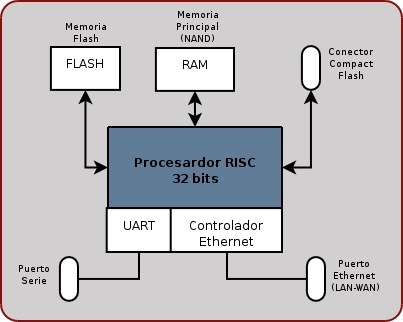 Memoria
Flash
FLASH
Memoria
Principal
(NAND)
RAM
Conector
Compact
Flash
Procesardor RISC
32 bits
UART
Controlador
Ethernet
Puerto
Serie
Puerto
Ethernet
(LAN-WAN)